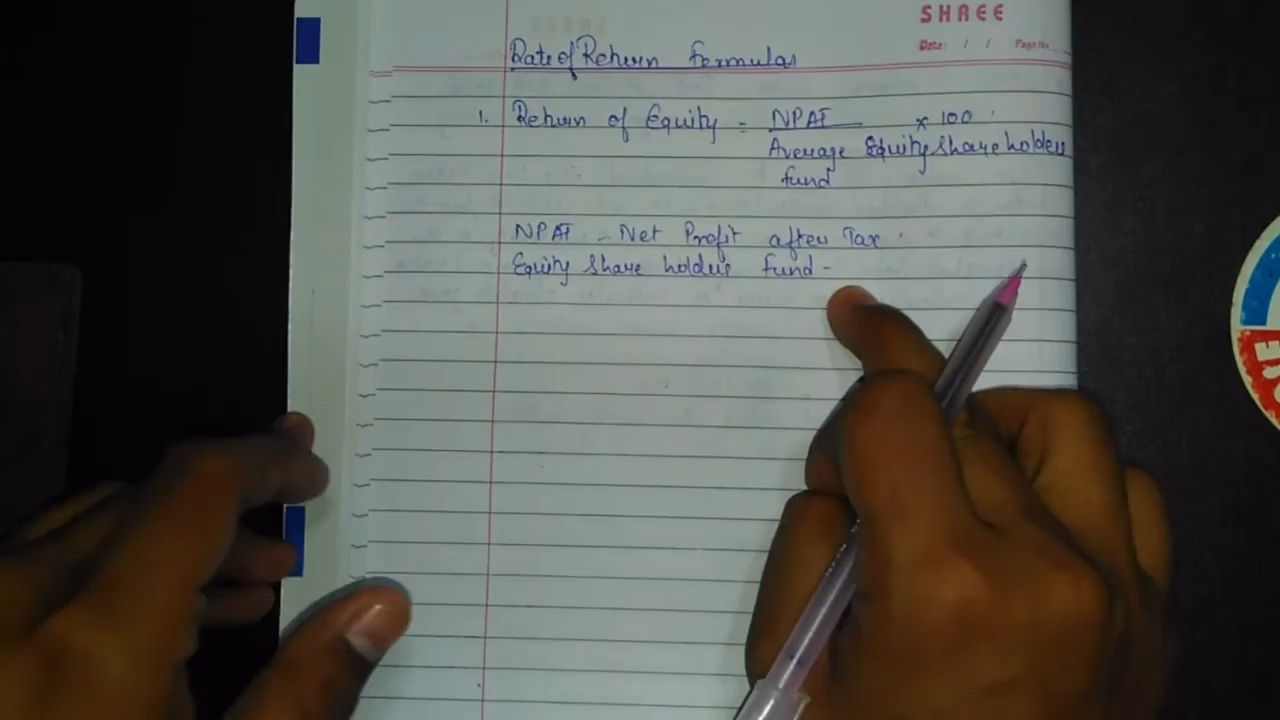 SHREE
Date: / / Page No.
Rate of Return formulas
1. Return of Equity = NPAT × 100
Average Equity Share holders
fund
NPAT - Net Profit after Tax
Equity Share holders fund -